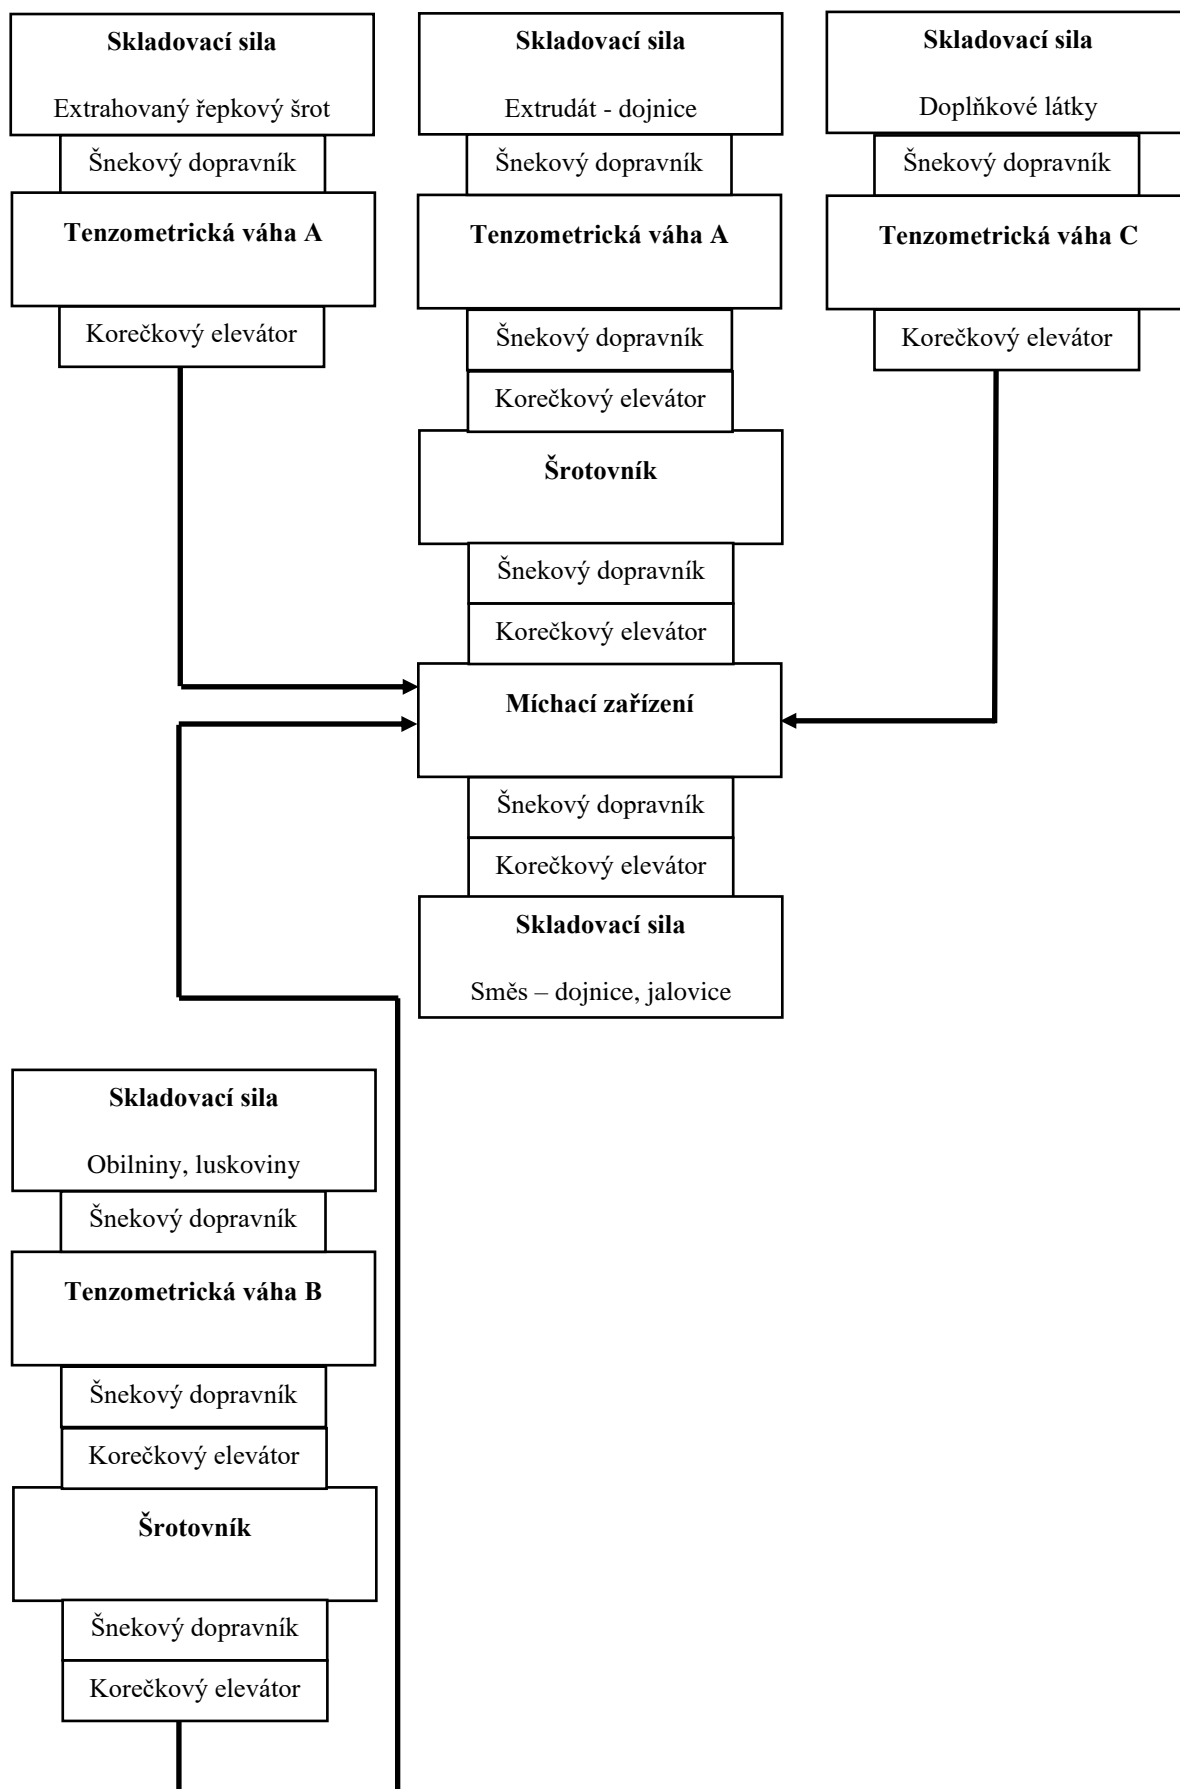 Skladovací sila
Extrahovaný řepkový šrot
Šnekový dopravník
Tenzometrická váha A
Korečkový elevátor
Skladovací sila
Extrudát - dojnice
Šnekový dopravník
Tenzometrická váha A
Šnekový dopravník
Korečkový elevátor
Šrotovník
Šnekový dopravník
Korečkový elevátor
Míchací zařízení
Šnekový dopravník
Korečkový elevátor
Skladovací sila
Směs – dojnice, jalovice
Skladovací sila
Doplňkové látky
Šnekový dopravník
Tenzometrická váha C
Korečkový elevátor
Skladovací sila
Obilniny, luskoviny
Šnekový dopravník
Tenzometrická váha B
Šnekový dopravník
Korečkový elevátor
Šrotovník
Šnekový dopravník
Korečkový elevátor